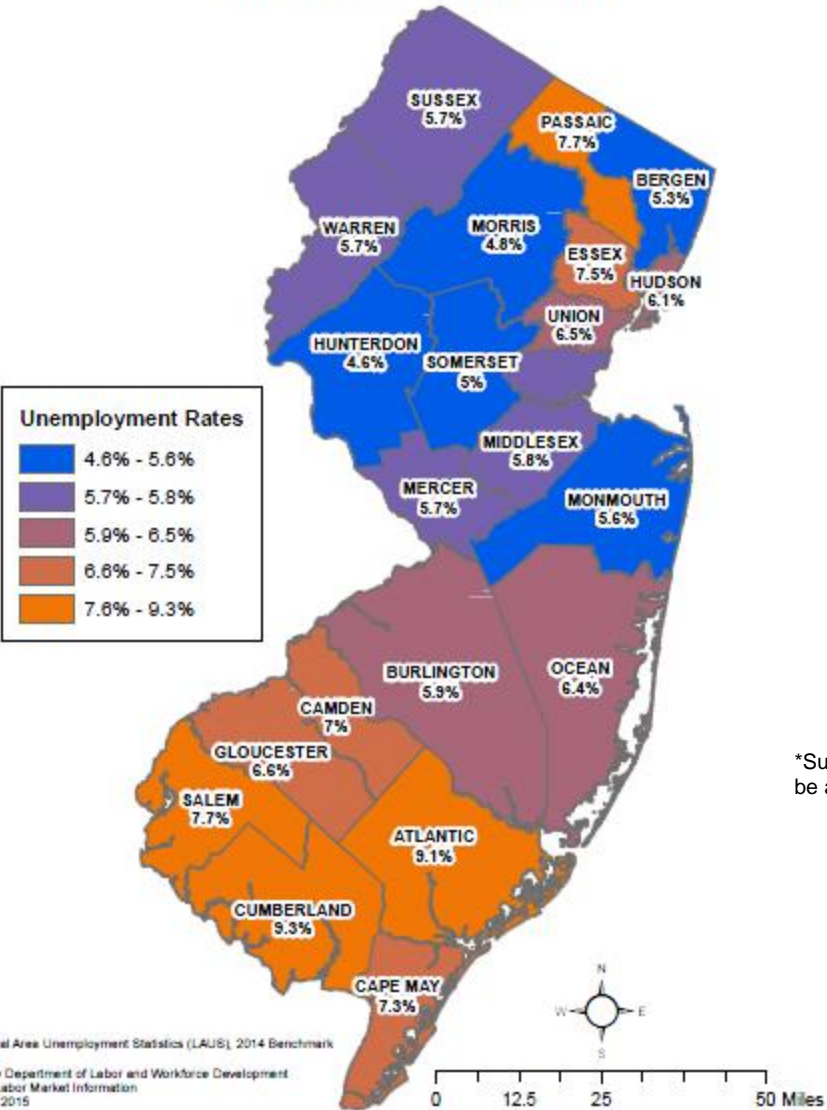 SUSSEX
5.7%
PASSAIC
7.7%
BERGEN
5.3%
WARREN
5.7%
MORRIS
4.8%
ESSEX
7.5%
HUDSON
6.1%
UNION
6.5%
HUNTERDON
4.6%
SOMERSET
5%
Unemployment Rates
4.6% - 5.6%
5.7% - 5.8%
5.9% - 6.5%
6.6% - 7.5%
7.6% - 9.3%
MIDDLESEX
5.8%
MERCER
5.7%
MONMOUTH
5.6%
BURLINGTON
5.9%
OCEAN
6.4%
CAMDEN
7%
GLOUCESTER
6.6%
SALEM
7.7%
ATLANTIC
9.1%
CUMBERLAND
9.3%
CAPE MAY
7.3%
*Su
be a
N
W E
S
al Area Unemployment Statistics (LAUS), 2014 Benchmark
Department of Labor and Workforce Development
abor Market Information
2015
0 12.5 25 50 Miles